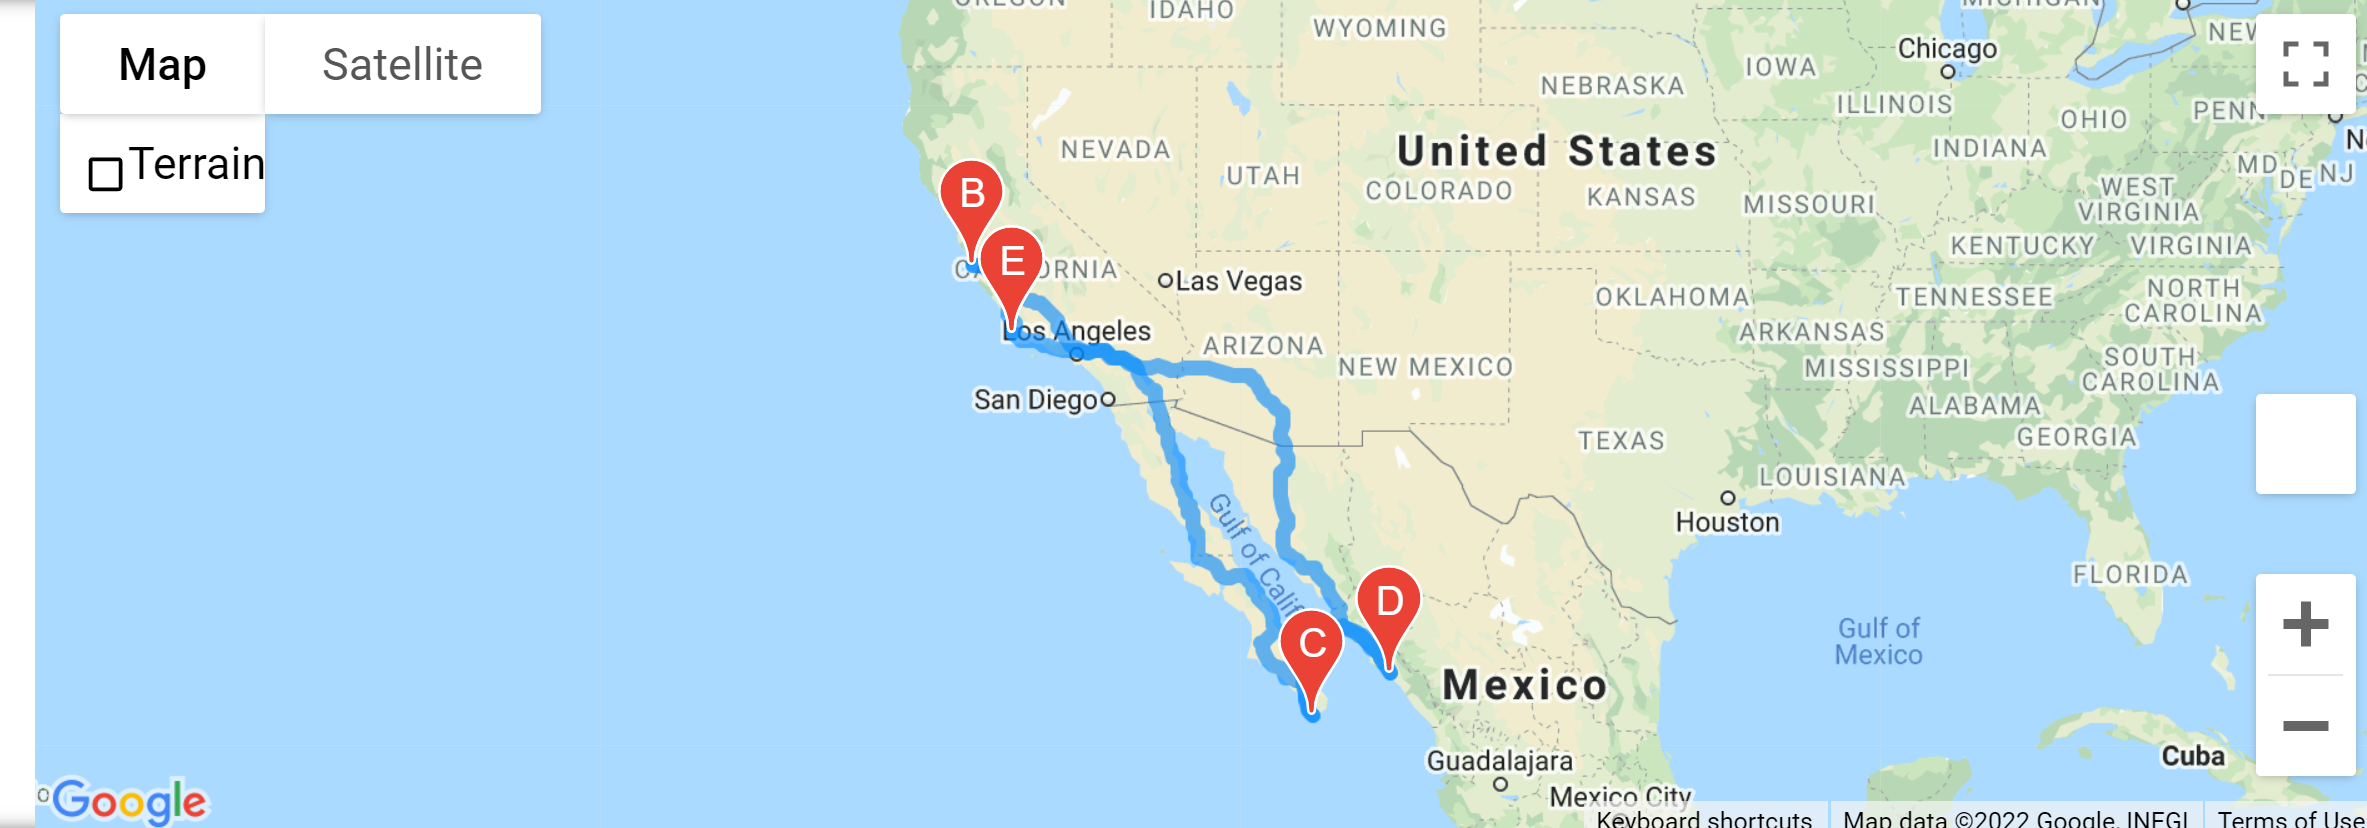 Map
Satellite
Terrain
OREGON
IDAHO
WYOMING
MICHIGAN
Chicago
IOWA
NEBRASKA
ILLINOIS
OHIO
PENN
NEVADA
UTAH
United States
COLORADO
KANSAS
MISSOURI
INDIANA
WEST
VIRGINIA
MD
DE
NJ
KENTUCKY
VIRGINIA
B
E
CA
ORNIA
Las Vegas
OKLAHOMA
TENNESSEE
NORTH
CAROLINA
Los Angeles
ARIZONA
NEW MEXICO
ARKANSAS
MISSISSIPPI
SOUTH
CAROLINA
San Diego
ALABAMA
GEORGIA
TEXAS
LOUISIANA
Houston
Gulf of Calif
FLORIDA
D
C
Gulf of
Mexico
Mexico
Guadalajara
Mexico City
Cuba
Google
Keyboard shortcuts
Map data ©2022 Google, INEGI
Terms of Use